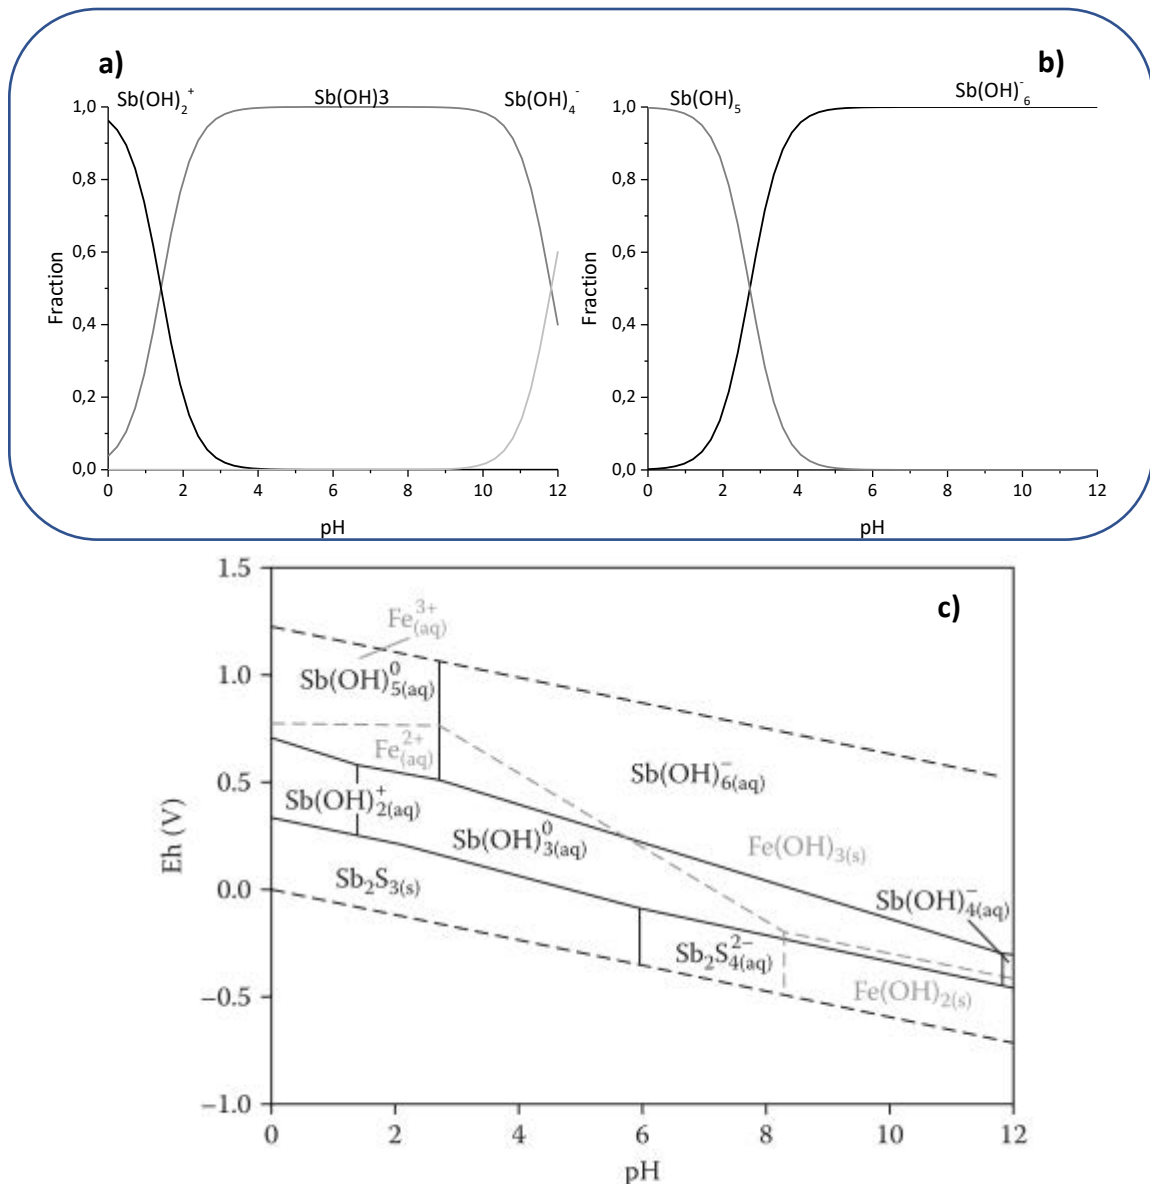 a)
b)
Sb(OH)₂⁺
Sb(OH)3
Sb(OH)₄⁻
Sb(OH)₅
Sb(OH)₆⁻
1,0
0,8
0,6
0,4
0,2
0,0
Fraction
0 2 4 6 8 10 12
pH
1,0
0,8
0,6
0,4
0,2
0,0
Fraction
0 2 4 6 8 10 12
pH
c)
1.5
1.0
0.5
0.0
−0.5
−1.0
Eh (V)
Fe³⁺(aq)
Sb(OH)⁰5(aq)
Fe²⁺(aq)
Sb(OH)⁻6(aq)
Sb(OH)⁺2(aq)
Sb(OH)⁰3(aq)
Fe(OH)3(s)
Sb₂S3(s)
Sb(OH)⁻4(aq)
Sb₂S²⁻4(aq)
Fe(OH)2(s)
0 2 4 6 8 10 12
pH